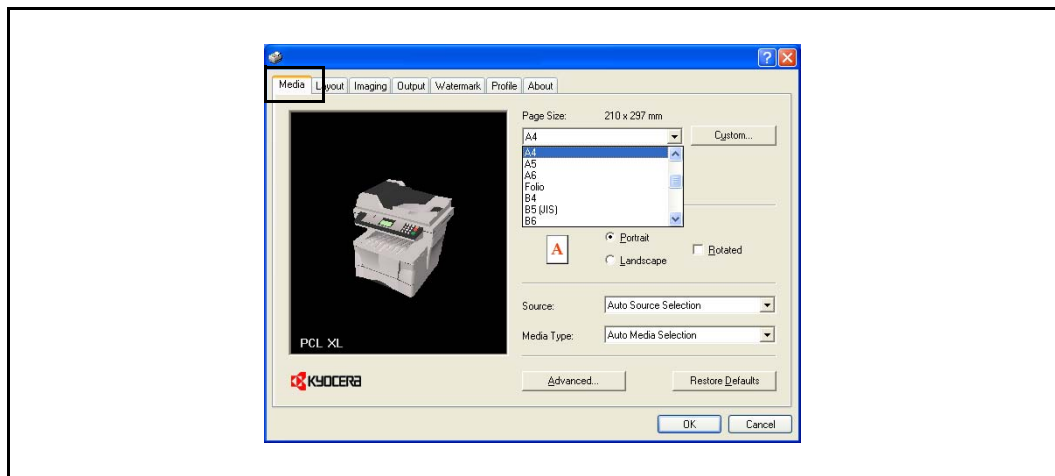 Media Layout Imaging Output Watermark Profile About
Page Size: 210 x 297 mm
A4 Custom...
A4
A5
A6
Folio
B4
B5 (JIS)
B6
A Portrait Rotated
Landscape
Source: Auto Source Selection
Media Type: Auto Media Selection
PCL XL
KYOCERA Advanced... Restore Defaults
OK Cancel